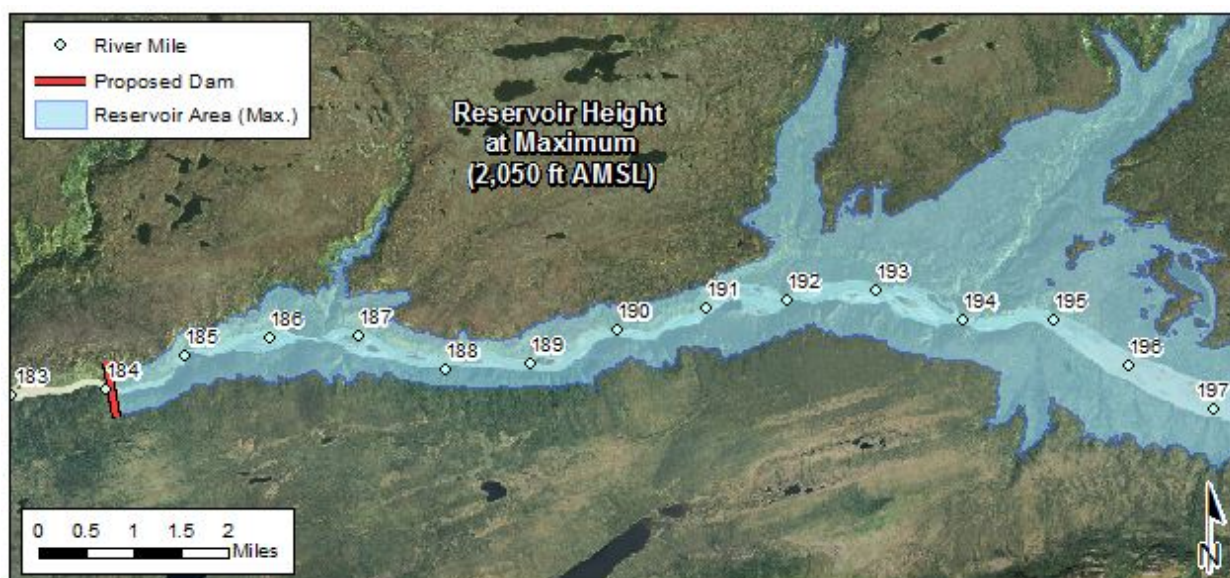 River Mile
Proposed Dam
Reservoir Area (Max.)
Reservoir Height
at Maximum
(2,050 ft AMSL)
183
184
185
186
187
188
189
190
191
192
193
194
195
196
197
0 0.5 1 1.5 2
Miles
N